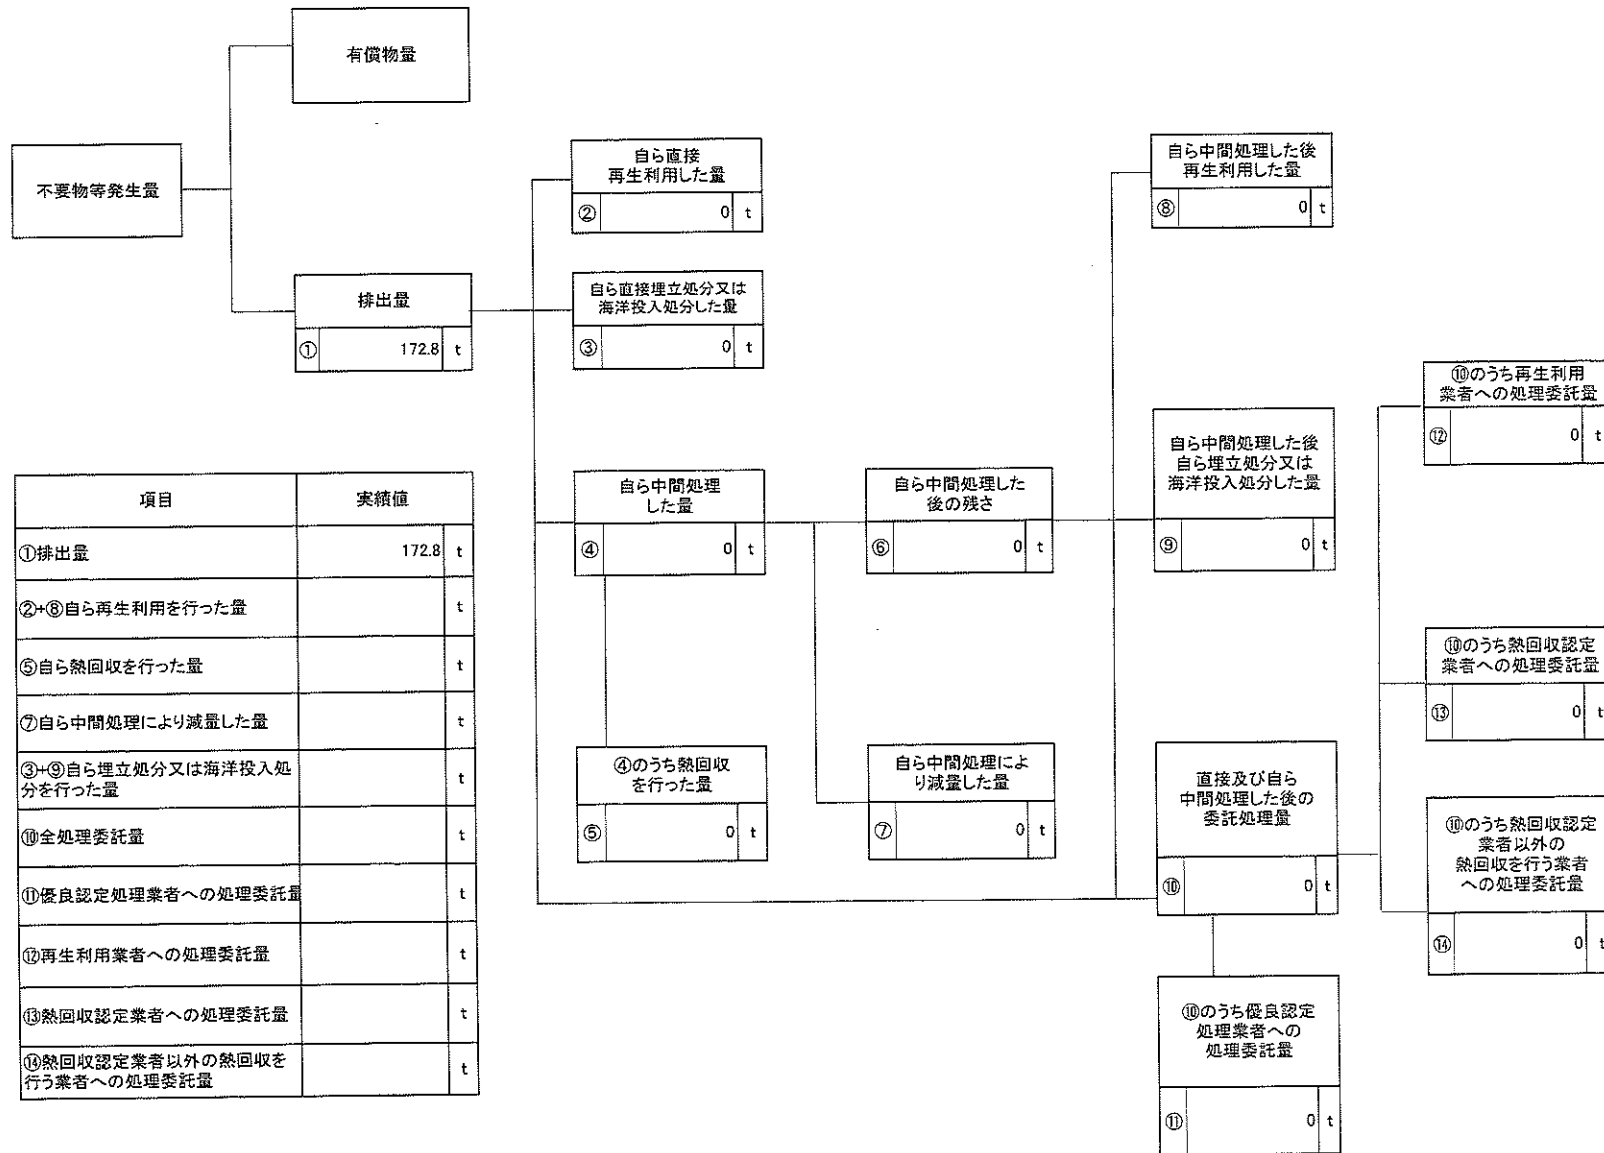 有償物量
不要物等発生量
排出量
① 172.8 t
自ら直接
再生利用した量
② 0 t
自ら直接埋立処分又は
海洋投入処分した量
③ 0 t
自ら中間処理
した量
④ 0 t
④のうち熱回収
を行った量
⑤ 0 t
自ら中間処理した
後の残さ
⑥ 0 t
自ら中間処理によ
り減量した量
⑦ 0 t
自ら中間処理した後
再生利用した量
⑧ 0 t
自ら中間処理した後
自ら埋立処分又は
海洋投入処分した量
⑨ 0 t
直接及び自ら
中間処理した後の
委託処理量
⑩ 0 t
⑩のうち優良認定
処理業者への
処理委託量
⑪ 0 t
⑩のうち再生利用
業者への処理委託量
⑫ 0 t
⑩のうち熱回収認定
業者への処理委託量
⑬ 0 t
⑩のうち熱回収認定
業者以外の
熱回収を行う業者
への処理委託量
⑭ 0 t
項目 実績値
①排出量 172.8 t
②+⑧自ら再生利用を行った量 t
⑤自ら熱回収を行った量 t
⑦自ら中間処理により減量した量 t
③+⑨自ら埋立処分又は海洋投入処
分を行った量 t
⑩全処理委託量 t
⑪優良認定処理業者への処理委託量 t
⑫再生利用業者への処理委託量 t
⑬熱回収認定業者への処理委託量 t
⑭熱回収認定業者以外の熱回収を
行う業者への処理委託量 t